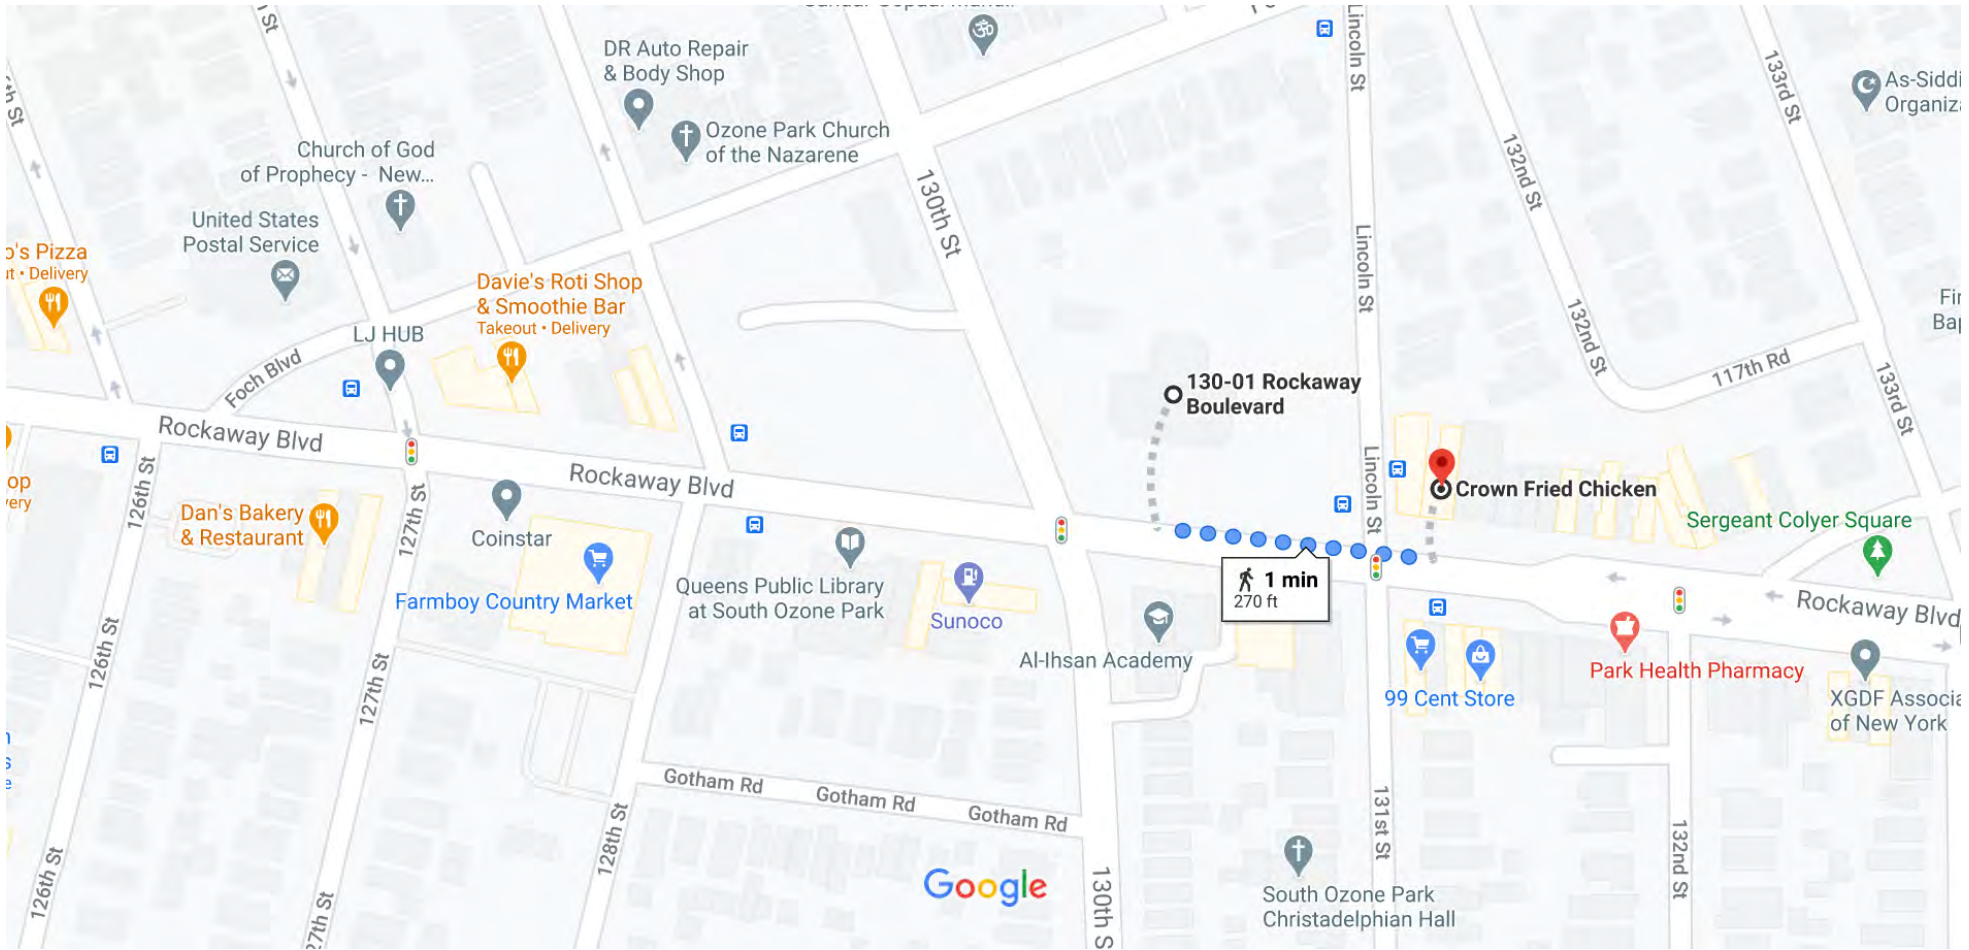 DR Auto Repair
& Body Shop
Ozone Park Church
of the Nazarene
Church of God
of Prophecy - New...
United States
Postal Service
Davie's Roti Shop
& Smoothie Bar
Takeout • Delivery
LJ HUB
Foch Blvd
o's Pizza
ut • Delivery
130th St
Lincoln St
Lincoln St
Lincoln St
132nd St
132nd St
133rd St
133rd St
As-Siddi
Organiza
117th Rd
130-01 Rockaway
Boulevard
Crown Fried Chicken
Sergeant Colyer Square
Rockaway Blvd
Rockaway Blvd
Rockaway Blvd
1 min
270 ft
126th St
126th St
126th St
127th St
127th St
27th St
128th St
Dan's Bakery
& Restaurant
Coinstar
Farmboy Country Market
Queens Public Library
at South Ozone Park
Sunoco
Al-Ihsan Academy
99 Cent Store
Park Health Pharmacy
XGDF Associa
of New York
Gotham Rd
Gotham Rd
Gotham Rd
130th S
131st St
132nd St
South Ozone Park
Christadelphian Hall
Google